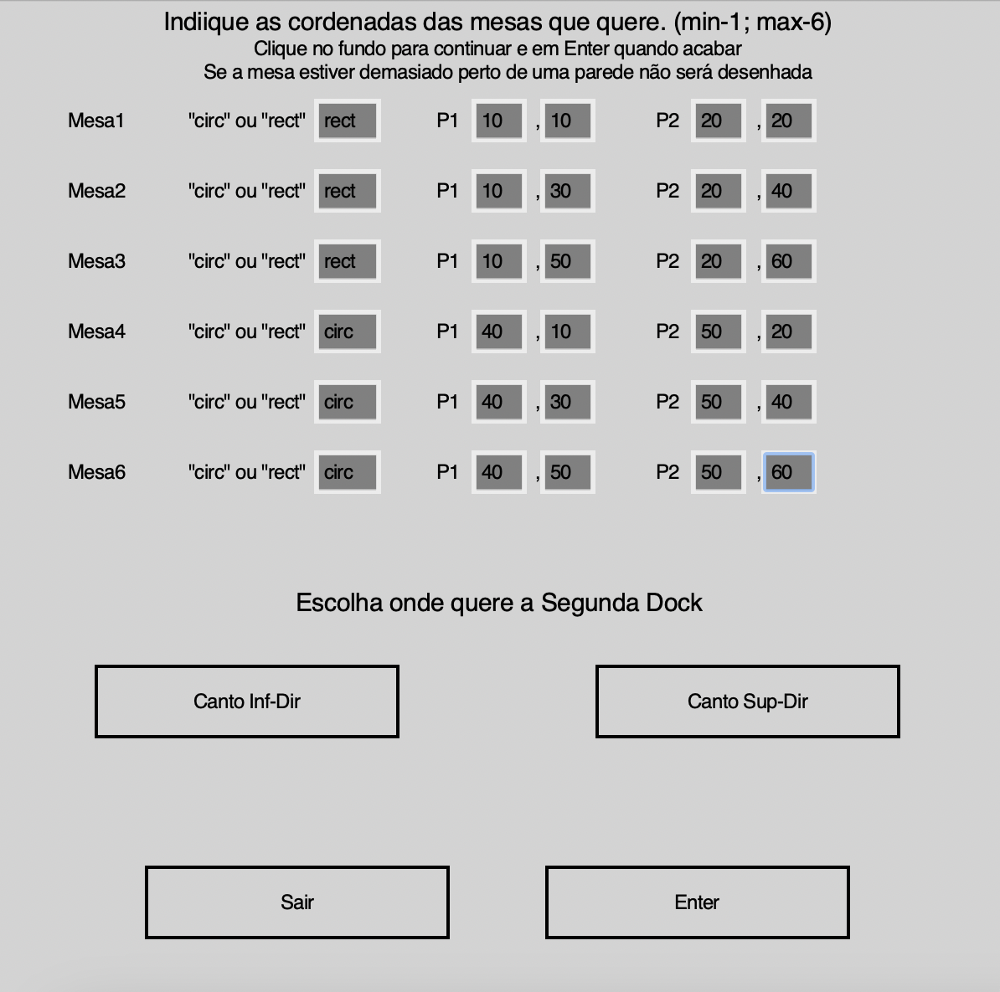 Indiique as cordenadas das mesas que quere. (min-1; max-6)
Clique no fundo para continuar e em Enter quando acabar
Se a mesa estiver demasiado perto de uma parede não será desenhada
Mesa1 "circ" ou "rect" rect P1 10 , 10 P2 20 , 20
Mesa2 "circ" ou "rect" rect P1 10 , 30 P2 20 , 40
Mesa3 "circ" ou "rect" rect P1 10 , 50 P2 20 , 60
Mesa4 "circ" ou "rect" circ P1 40 , 10 P2 50 , 20
Mesa5 "circ" ou "rect" circ P1 40 , 30 P2 50 , 40
Mesa6 "circ" ou "rect" circ P1 40 , 50 P2 50 , 60
Escolha onde quere a Segunda Dock
Canto Inf-Dir Canto Sup-Dir
Sair Enter